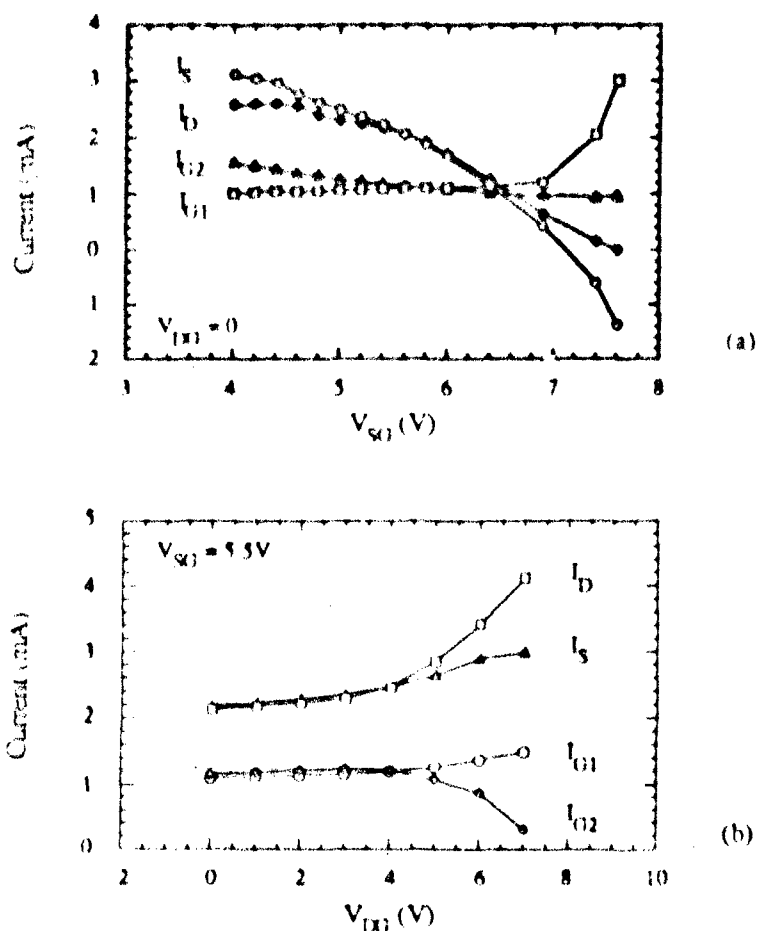 4
3
2
1
0
1
2
Current (mA)
I_S
I_D
I_G2
I_G1
V_DG = 0
3 4 5 6 7 8
V_SG (V)
(a)
5
4
3
2
1
0
Current (mA)
V_SG = 5.5V
I_D
I_S
I_G1
I_G2
2 0 2 4 6 8 10
V_DG (V)
(b)